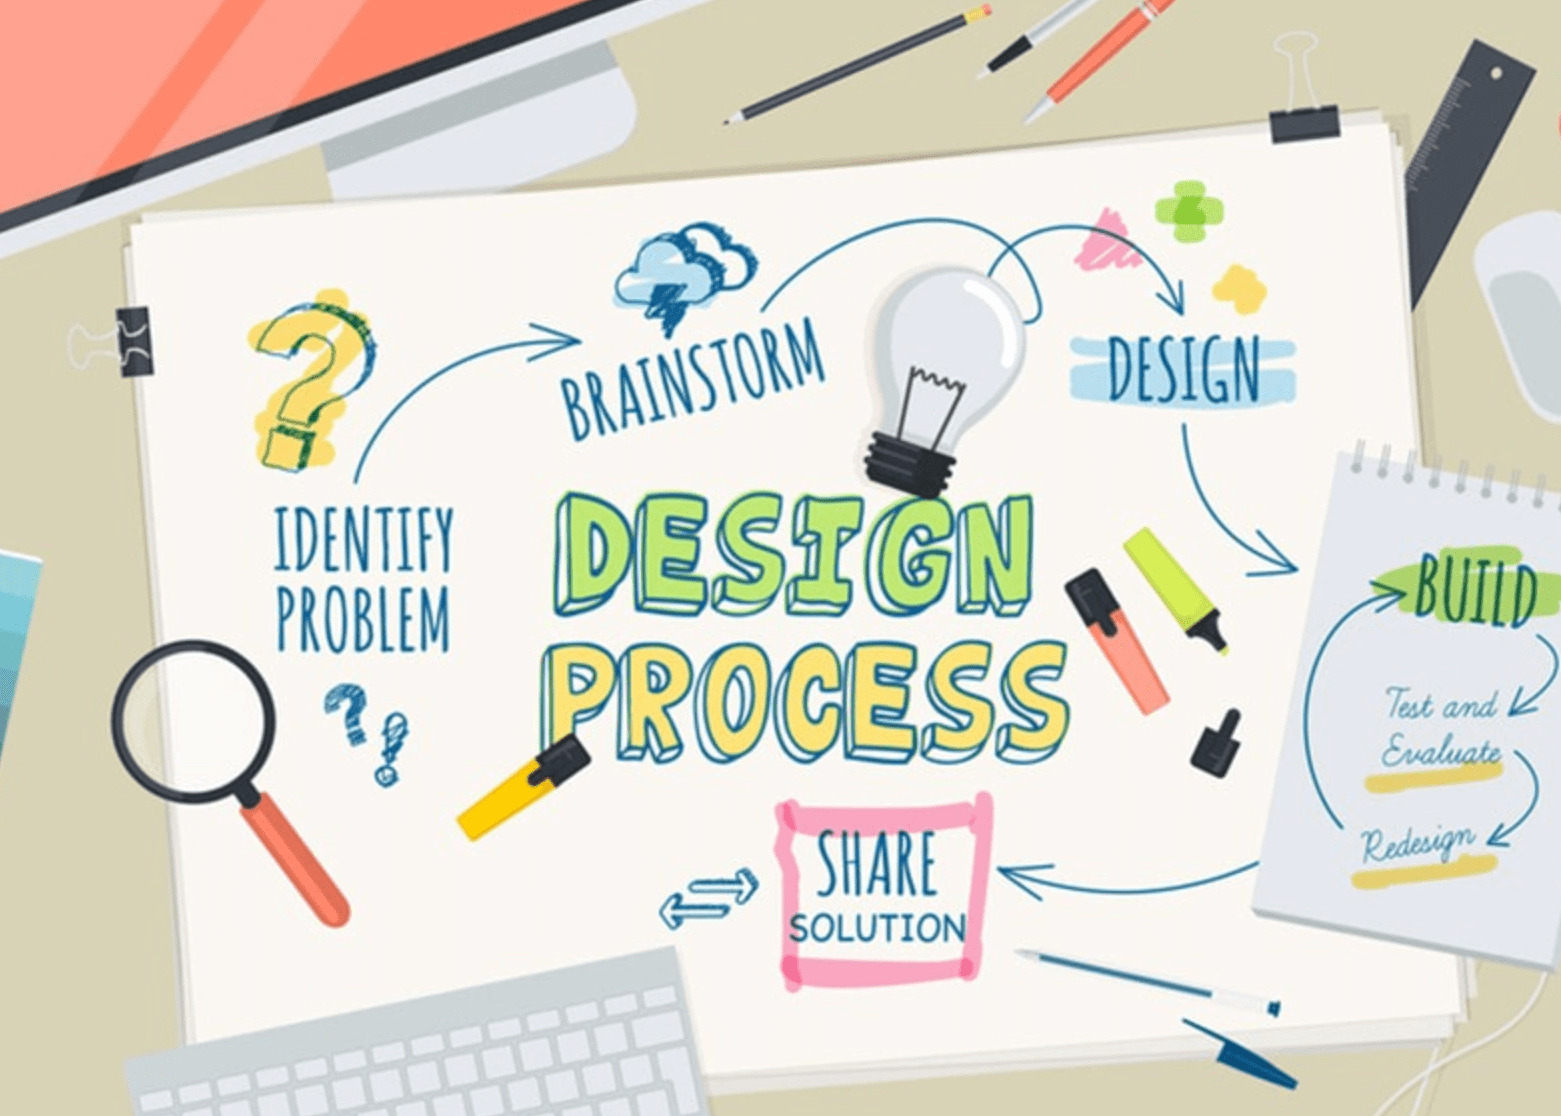 IDENTIFY
PROBLEM
BRAINSTORM
DESIGN
DESIGN
PROCESS
BUILD
Test and
Evaluate
Redesign
SHARE
SOLUTION